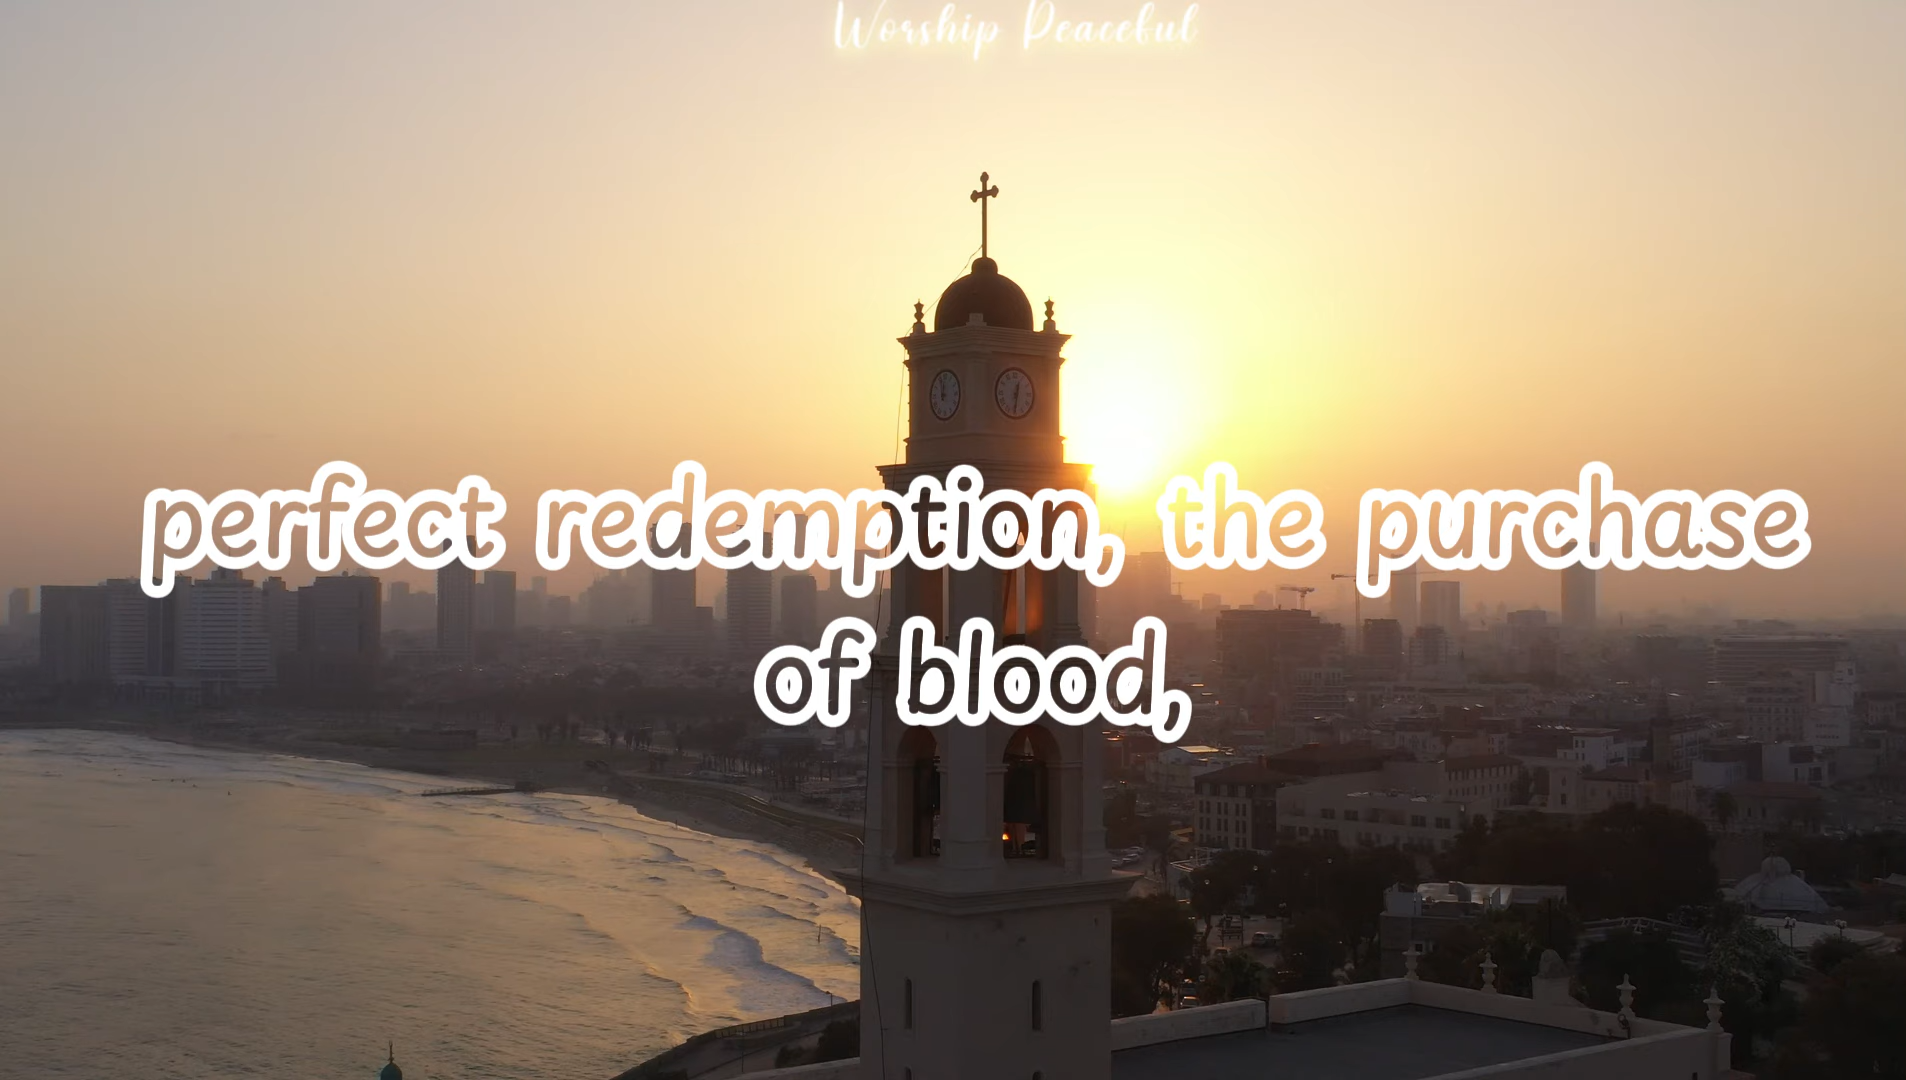 Worship Peaceful
perfect redemption, the purchase
of blood,